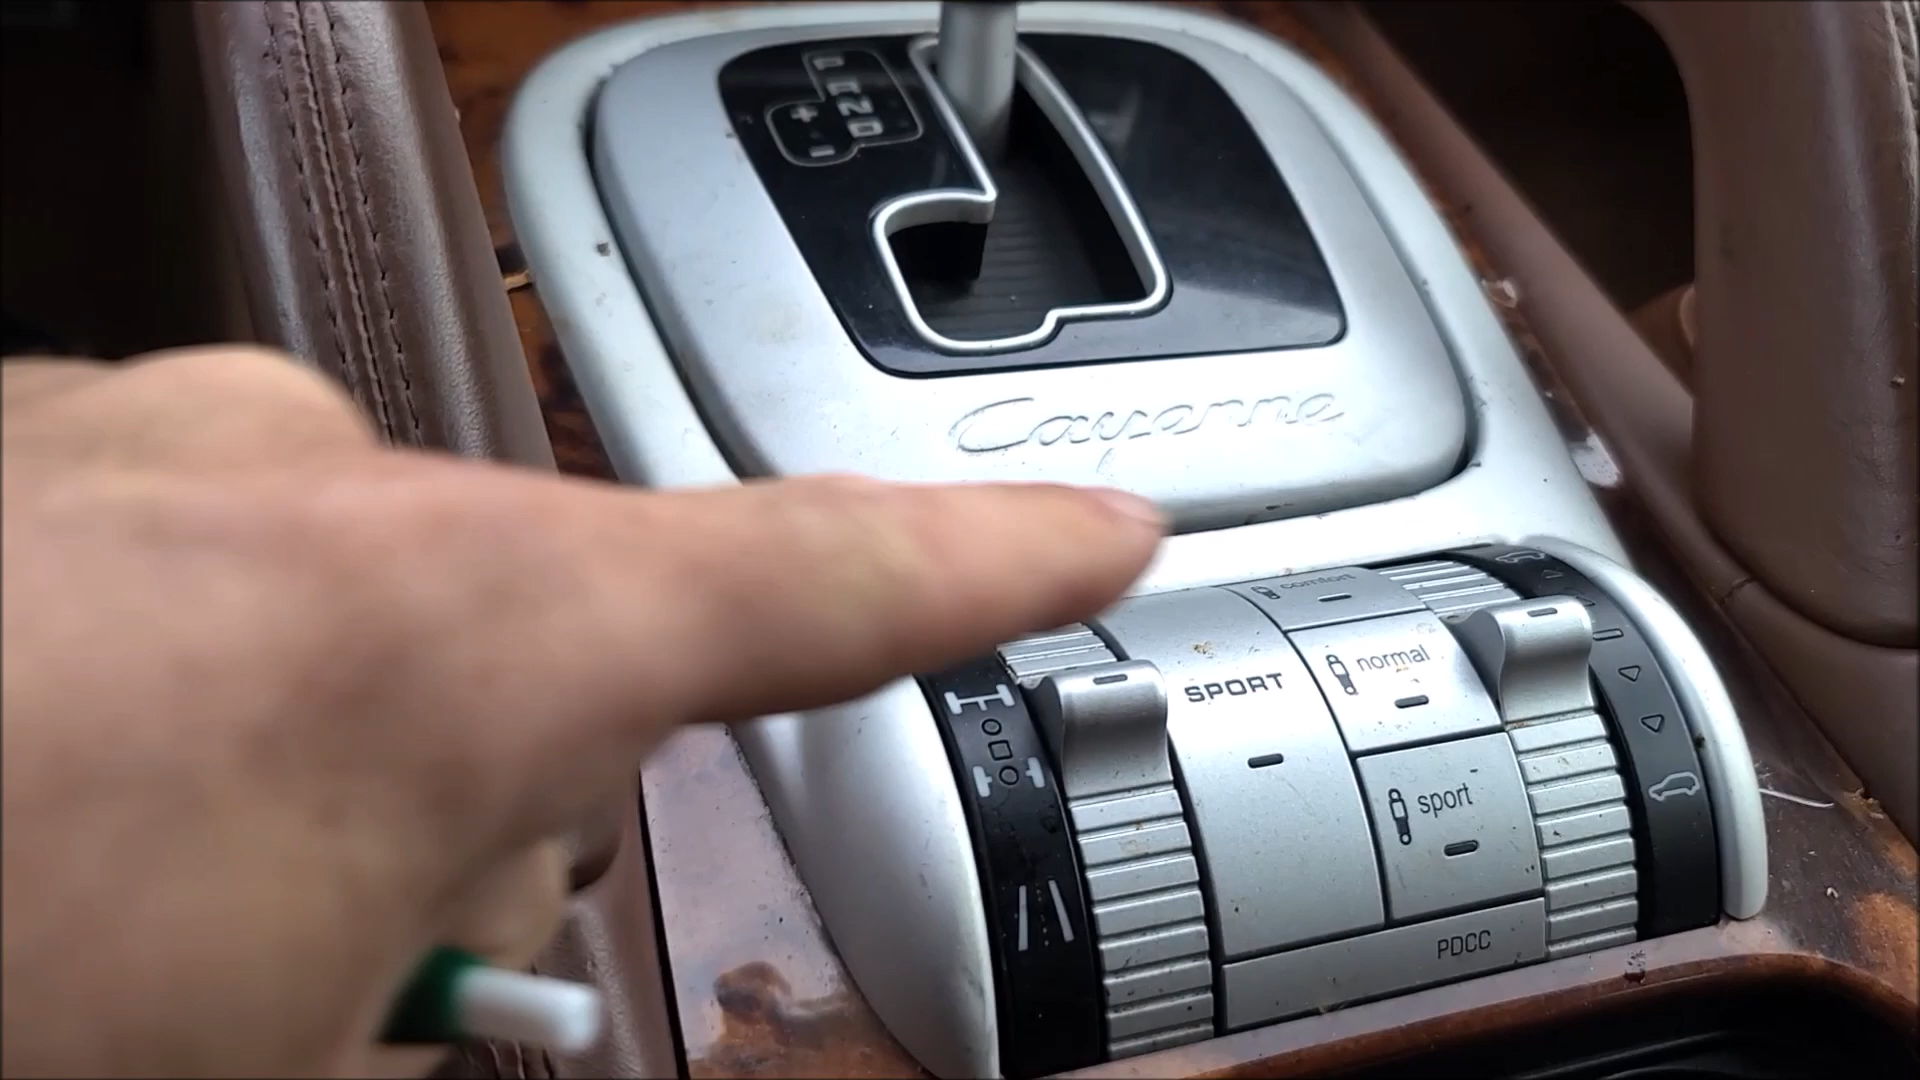 P
R
N
D
+
-
Cayenne
comfort
SPORT
normal
sport
PDCC